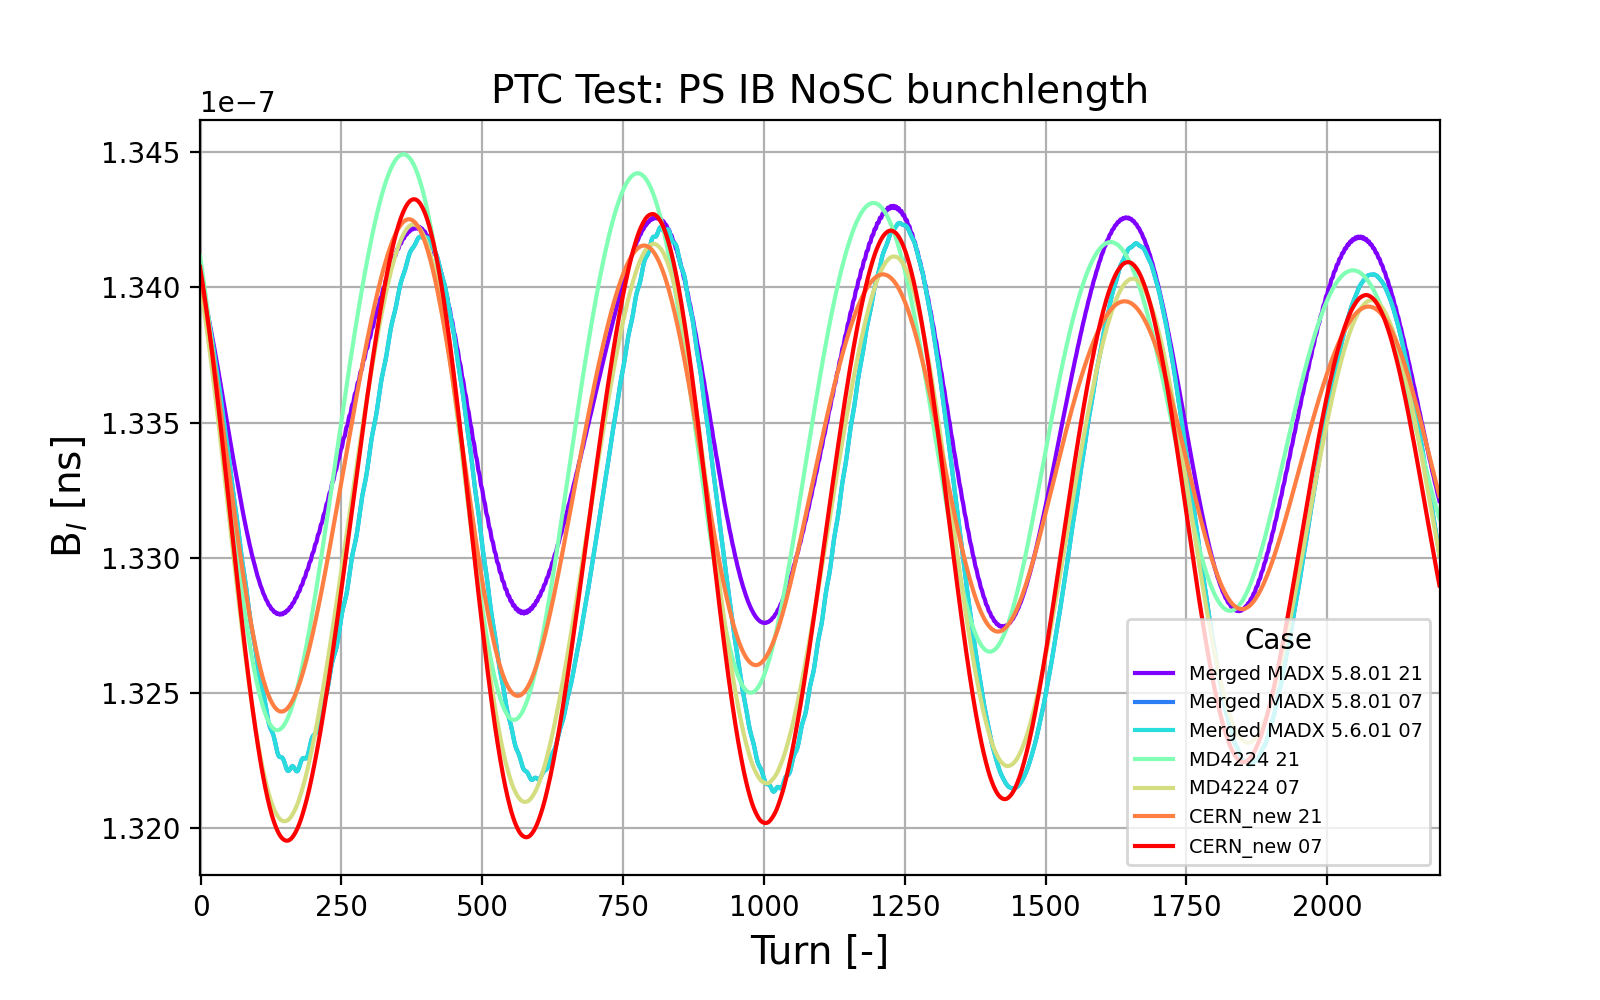 PTC Test: PS IB NoSC bunchlength
1e−7
1.345
1.340
1.335
1.330
1.325
1.320
B_l [ns]
0 250 500 750 1000 1250 1500 1750 2000
Turn [-]
Case
Merged MADX 5.8.01 21
Merged MADX 5.8.01 07
Merged MADX 5.6.01 07
MD4224 21
MD4224 07
CERN_new 21
CERN_new 07